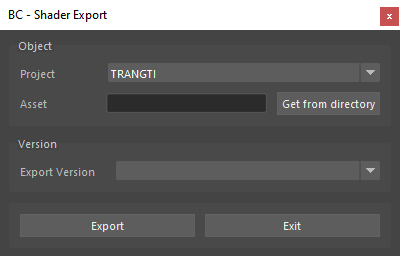 BC - Shader Export
x
Object
Project TRANGTI
Asset Get from directory
Version
Export Version
Export Exit